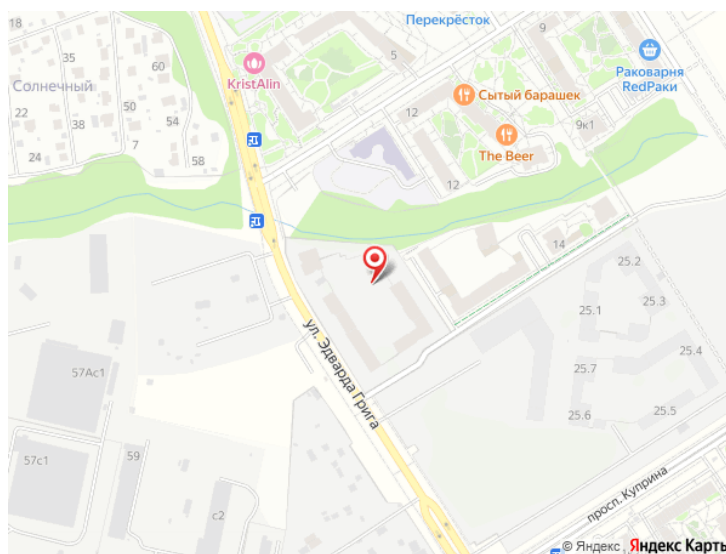 Перекрёсток
18
5
9
60
KristAlin
Раковарня
RedРаки
Солнечный
38
50
Сытый барашек
22
54
12
9к1
24
7
58
The Beer
12
14
25.2
25.3
25.1
ул. Эдварда Грига
25.4
57Ас1
25.7
25.5
25.6
57с1
59
просп. Куприна
с2
© Яндекс
Яндекс Карты